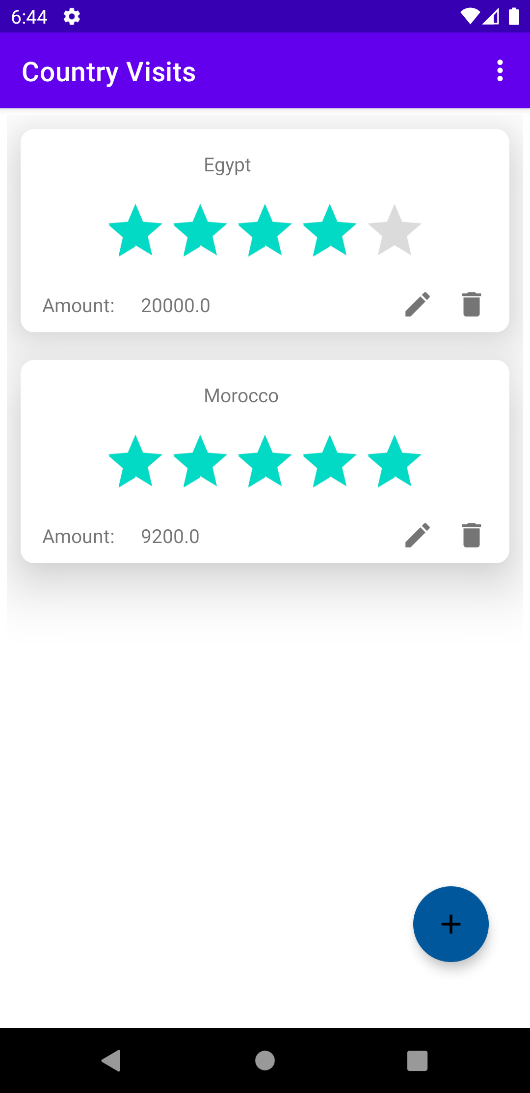 6:44
Country Visits
Egypt
Amount: 20000.0
Morocco
Amount: 9200.0